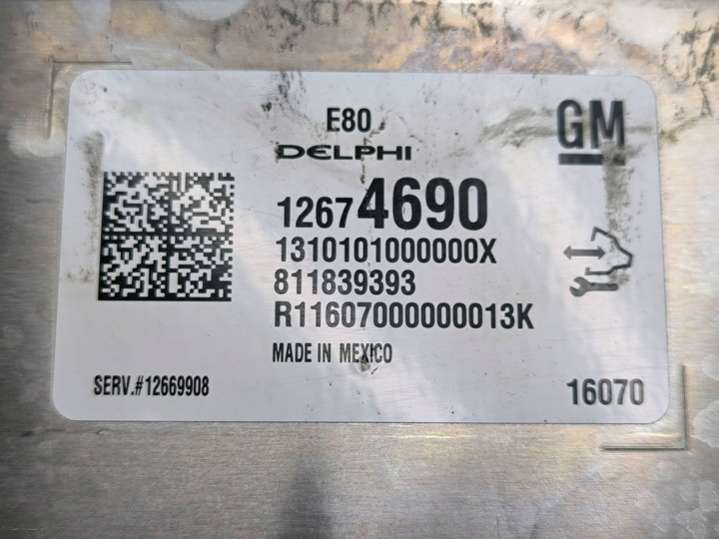 E80
GM
DELPHI
12674690
1310101000000X
811839393
R11607000000013K
MADE IN MEXICO
SERV.#12669908
16070